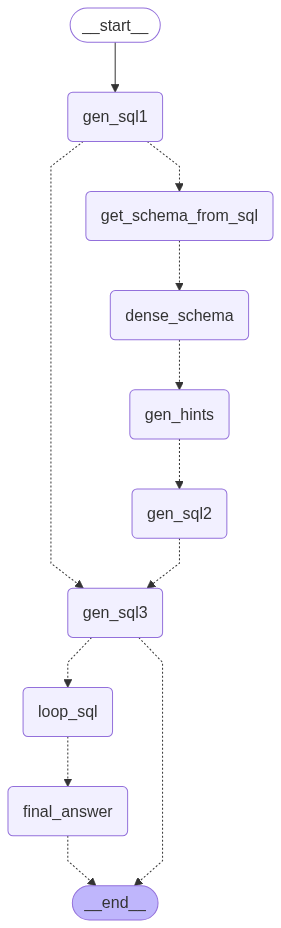 __start__
gen_sql1
get_schema_from_sql
dense_schema
gen_hints
gen_sql2
gen_sql3
loop_sql
final_answer
__end__